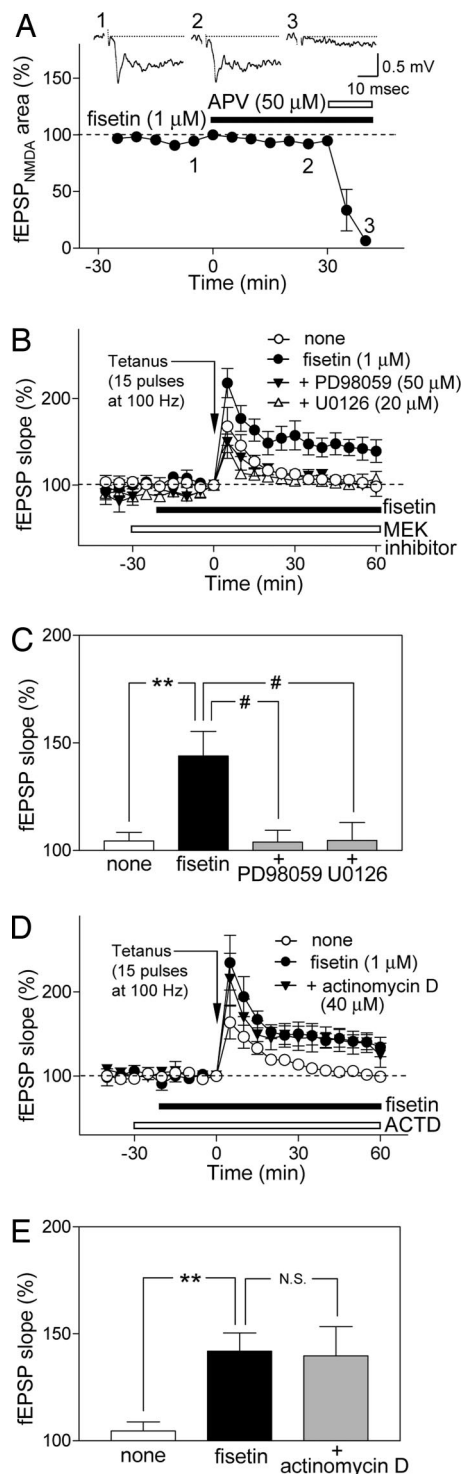 A
1
2
3
0.5 mV
10 msec
APV (50 μM)
fisetin (1 μM)
fEPSP_NMDA area (%)
150
100
50
0
1
2
3
-30
0
30
Time (min)
B
none
fisetin (1 μM)
+ PD98059 (50 μM)
+ U0126 (20 μM)
Tetanus
(15 pulses
at 100 Hz)
fEPSP slope (%)
200
100
fisetin
MEK
inhibitor
-30
0
30
60
Time (min)
C
fEPSP slope (%)
200
150
100
**
#
#
none
fisetin
+
PD98059
+
U0126
D
none
fisetin (1 μM)
+ actinomycin D
(40 μM)
Tetanus
(15 pulses
at 100 Hz)
fEPSP slope (%)
200
100
fisetin
ACTD
-30
0
30
60
Time (min)
E
fEPSP slope (%)
200
150
100
**
N.S.
none
fisetin
+
actinomycin D